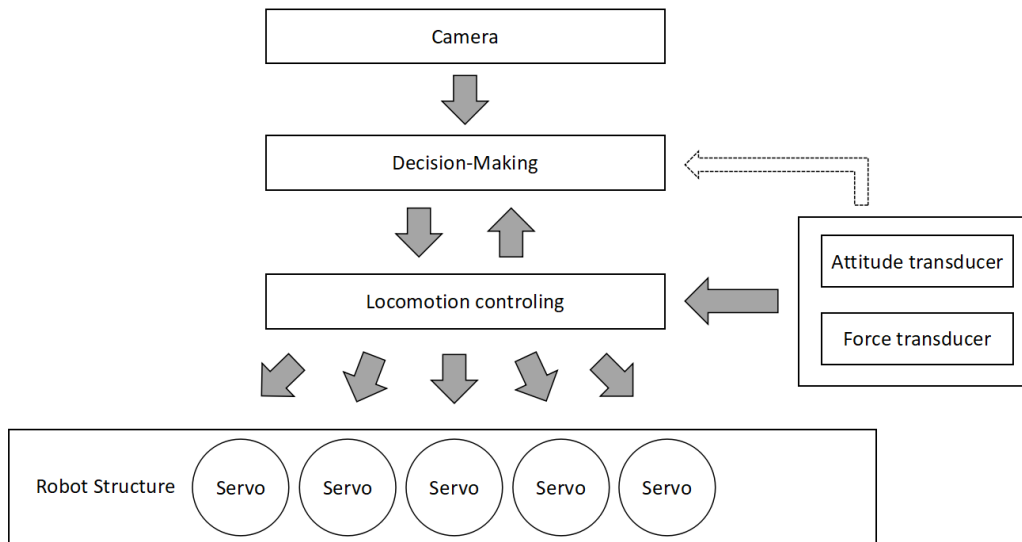 Camera
Decision-Making
Attitude transducer
Locomotion controling
Force transducer
Robot Structure
Servo
Servo
Servo
Servo
Servo